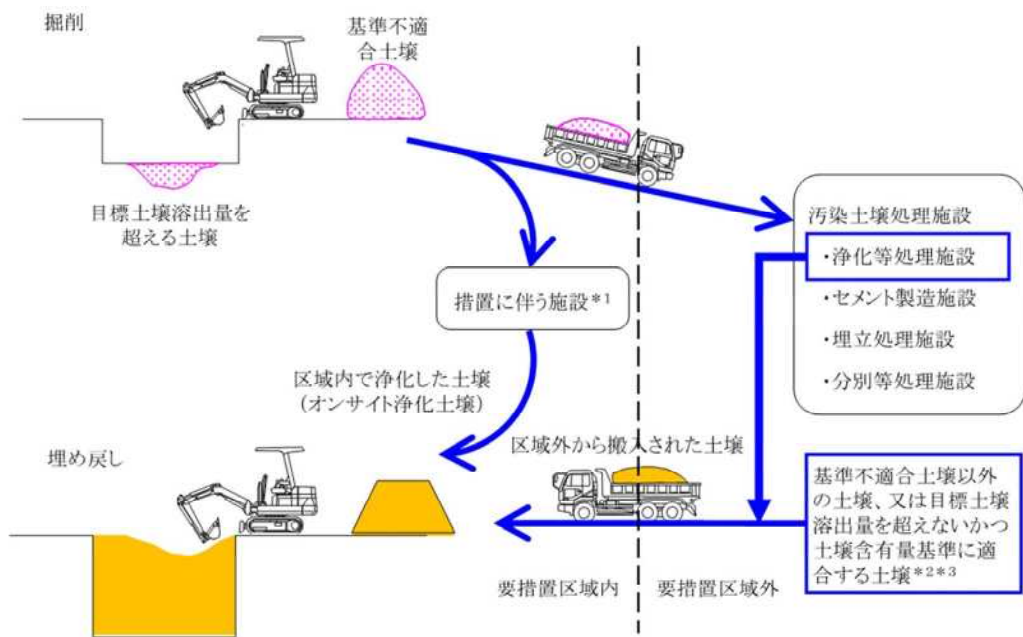 掘削
基準不適
合土壌
目標土壌溶出量を
超える土壌
汚染土壌処理施設
・浄化等処理施設
・セメント製造施設
・埋立処理施設
・分別等処理施設
措置に伴う施設*1
区域内で浄化した土壌
(オンサイト浄化土壌)
埋め戻し
区域外から搬入された土壌
基準不適合土壌以外
の土壌、又は目標土壌
溶出量を超えないかつ
土壌含有量基準に適
合する土壌*2*3
要措置区域内
要措置区域外